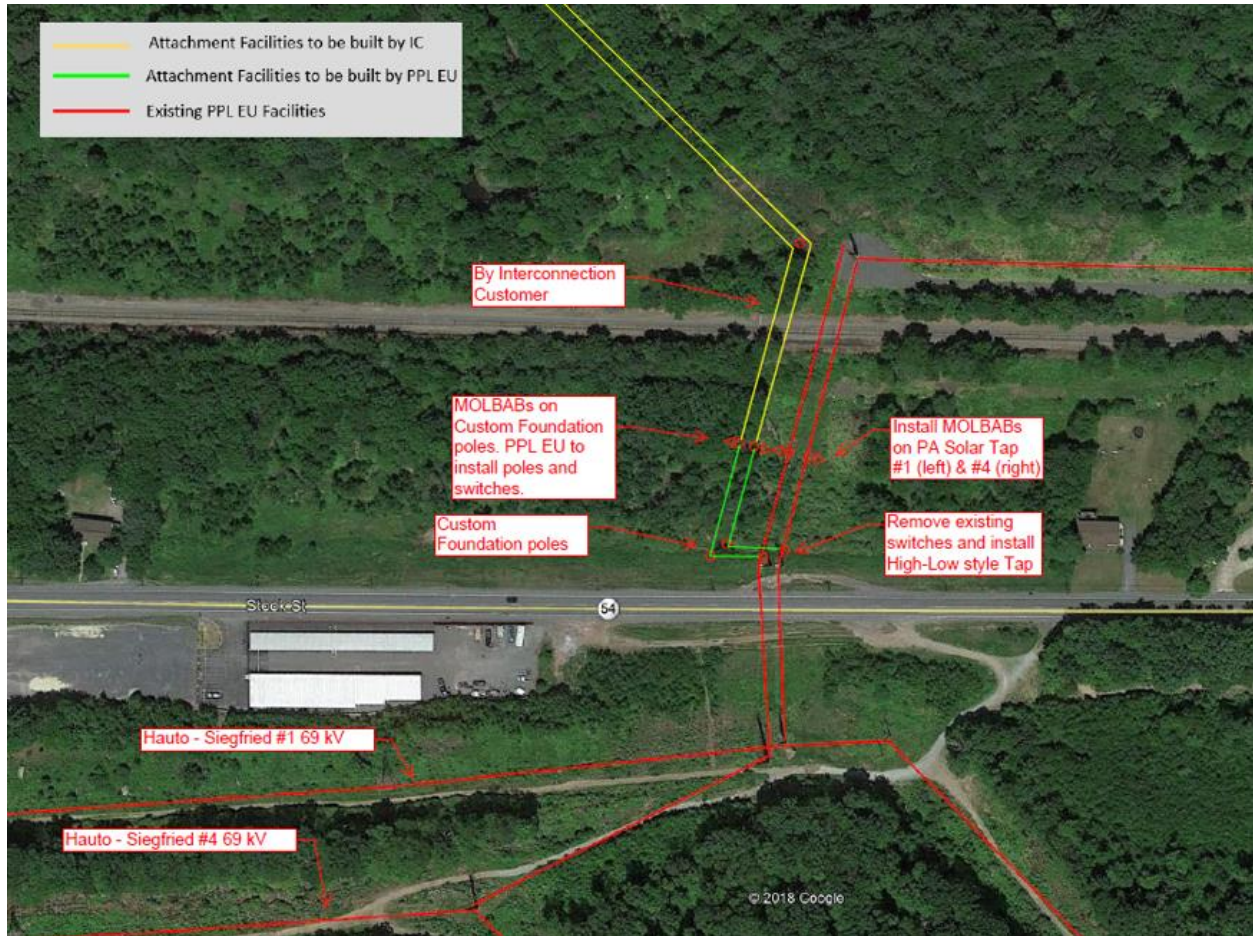 Attachment Facilities to be built by IC
Attachment Facilities to be built by PPL EU
Existing PPL EU Facilities
By Interconnection
Customer
MOLBABs on
Custom Foundation
poles. PPL EU to
install poles and
switches.
Install MOLBABs
on PA Solar Tap
#1 (left) & #4 (right)
Custom
Foundation poles
Remove existing
switches and install
High-Low style Tap
Stock St
54
Hauto - Siegfried #1 69 kV
Hauto - Siegfried #4 69 kV
© 2018 Google